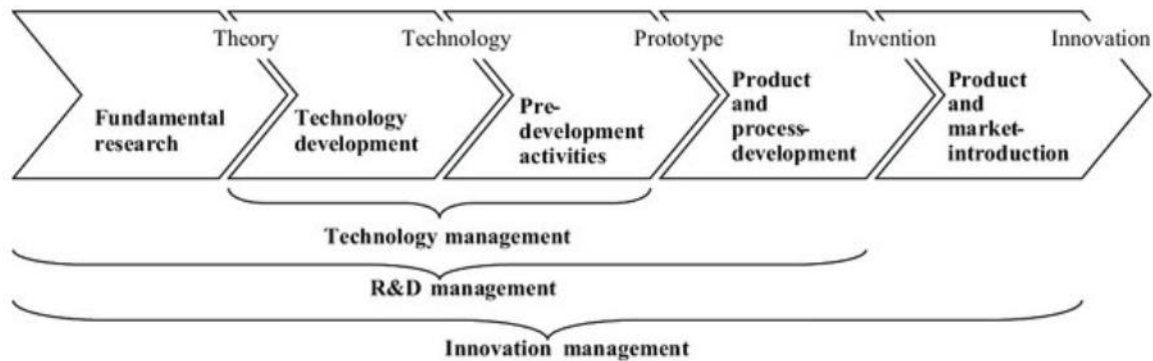 Theory
Technology
Prototype
Invention
Innovation
Fundamental
research
Technology
development
Pre-
development
activities
Product
and
process-
development
Product
and
market-
introduction
Technology management
R&D management
Innovation management